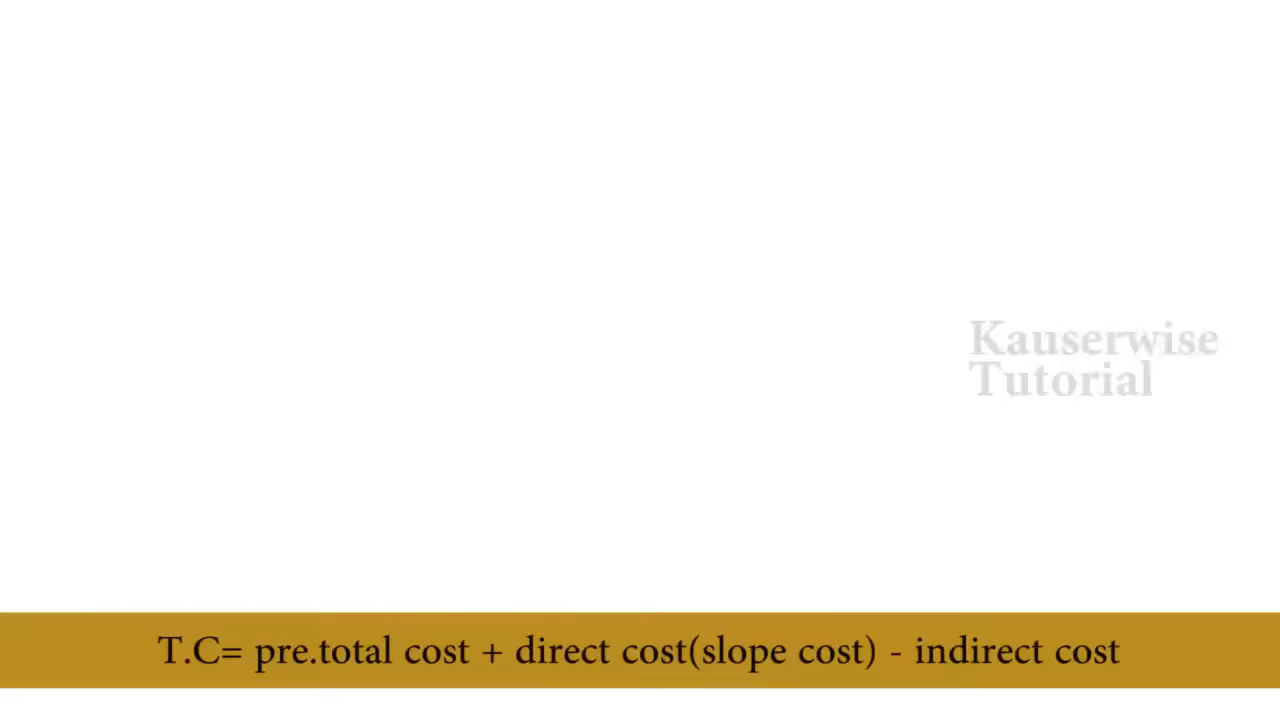 Kauserwise
Tutorial
T.C= pre.total cost + direct cost(slope cost) - indirect cost